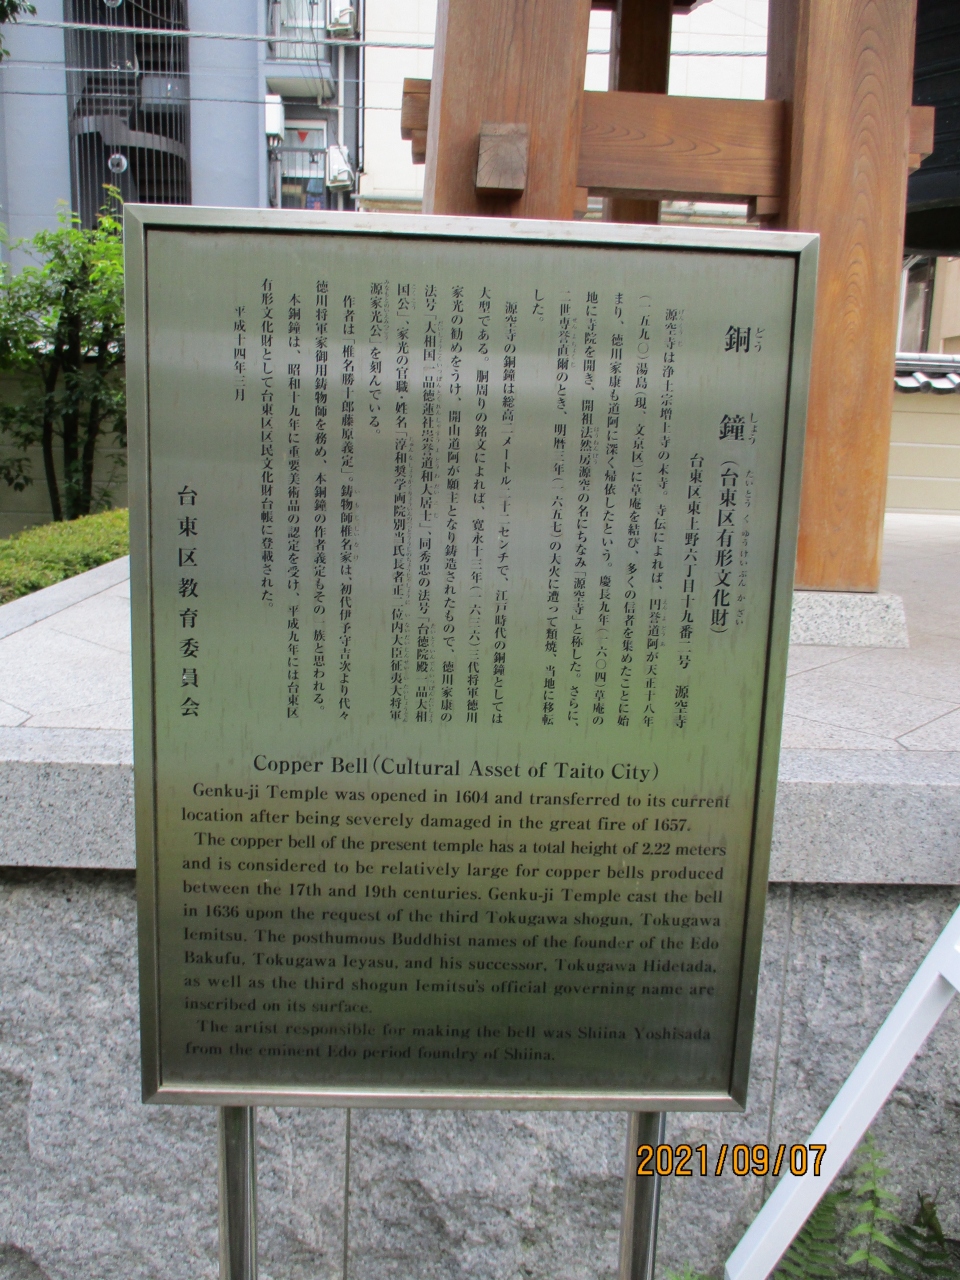 銅鐘（台東区有形文化財）
台東区東上野六丁目十九番二号　源空寺
源空寺は浄土宗増上寺の末寺。寺伝によれば、円誉道阿が天正十八年
（一五九〇）湯島（現、文京区）に草庵を結び、多くの信者を集めたことに始
まり、徳川家康も道阿に深く帰依したという。慶長九年（一六〇四）草庵の
地に寺院を開き、開祖法然房源空の名にちなみ「源空寺」と称した。さらに、
二世専誉直爾のとき、明暦三年（一六五七）の大火に遭って類焼、当地に移転
した。
源空寺の銅鐘は総高二メートル二十二センチで、江戸時代の銅鐘としては
大型である。胴周りの銘文によれば、寛永十三年（一六三六）三代将軍徳川
家光の勧めをうけ、開山道阿が願主となり鋳造されたもので、徳川家康の
法号「大相国一品徳蓮社崇誉道和大居士」、同秀忠の法号「台徳院殿一品大相
国公」、家光の官職・姓名「淳和奨学両院別当氏長者正二位内大臣征夷大将軍
源家光公」を刻んでいる。
作者は「椎名勝十郎藤原義定」。鋳物師椎名家は、初代伊予守吉次より代々
徳川将軍家御用鋳物師を務め、本銅鐘の作者義定もその一族と思われる。
本銅鐘は、昭和十九年に重要美術品の認定を受け、平成九年には台東区
有形文化財として台東区区民文化財台帳に登載された。
平成十四年三月
台東区教育委員会
Copper Bell (Cultural Asset of Taito City)
Genku-ji Temple was opened in 1604 and transferred to its current
location after being severely damaged in the great fire of 1657.
The copper bell of the present temple has a total height of 2.22 meters
and is considered to be relatively large for copper bells produced
between the 17th and 19th centuries. Genku-ji Temple cast the bell
in 1636 upon the request of the third Tokugawa shogun, Tokugawa
Iemitsu. The posthumous Buddhist names of the founder of the Edo
Bakufu, Tokugawa Ieyasu, and his successor, Tokugawa Hidetada,
as well as the third shogun Iemitsu's official governing name are
inscribed on its surface.
The artist responsible for making the bell was Shiina Yoshisada
from the eminent Edo period foundry of Shiina.
2021/09/07